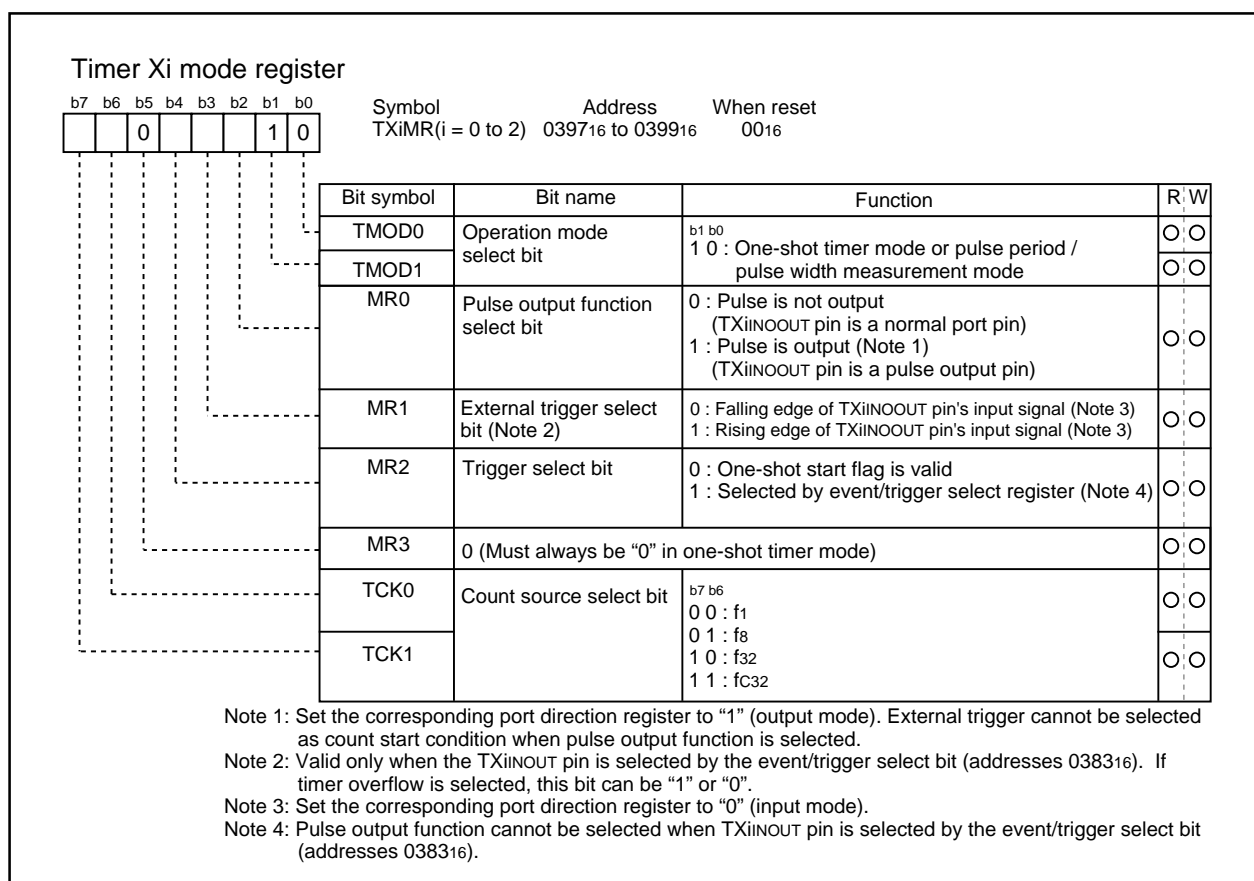 Timer Xi mode register
b7 b6 b5 b4 b3 b2 b1 b0
0 1 0
Symbol Address When reset
TXiMR(i = 0 to 2) 039716 to 039916 0016
Bit symbol Bit name Function R W
TMOD0
TMOD1
Operation mode
select bit
b1 b0
1 0 : One-shot timer mode or pulse period /
pulse width measurement mode
MR0
Pulse output function
select bit
0 : Pulse is not output
(TXiINOOUT pin is a normal port pin)
1 : Pulse is output (Note 1)
(TXiINOOUT pin is a pulse output pin)
MR1
External trigger select
bit (Note 2)
0 : Falling edge of TXiINOOUT pin's input signal (Note 3)
1 : Rising edge of TXiINOOUT pin's input signal (Note 3)
MR2
Trigger select bit
0 : One-shot start flag is valid
1 : Selected by event/trigger select register (Note 4)
MR3
0 (Must always be “0” in one-shot timer mode)
TCK0
TCK1
Count source select bit
b7 b6
0 0 : f1
0 1 : f8
1 0 : f32
1 1 : fC32
Note 1: Set the corresponding port direction register to “1” (output mode). External trigger cannot be selected
as count start condition when pulse output function is selected.
Note 2: Valid only when the TXiINOUT pin is selected by the event/trigger select bit (addresses 038316). If
timer overflow is selected, this bit can be “1” or “0”.
Note 3: Set the corresponding port direction register to “0” (input mode).
Note 4: Pulse output function cannot be selected when TXiINOUT pin is selected by the event/trigger select bit
(addresses 038316).